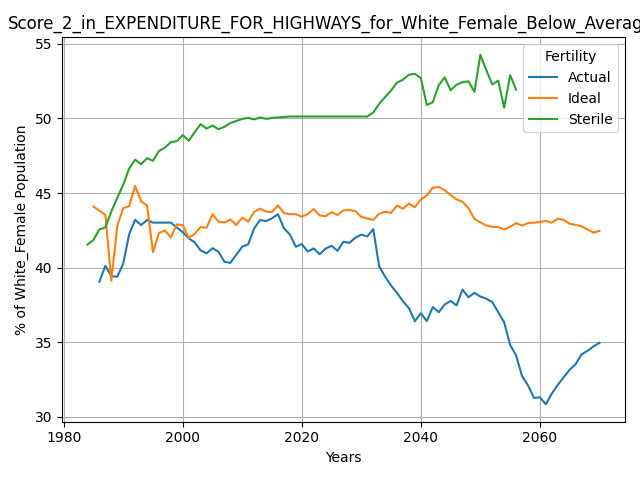 Score_2_in_EXPENDITURE_FOR_HIGHWAYS_for_White_Female_Below_Averag
55
50
45
40
35
30
% of White_Female Population
Fertility
Actual
Ideal
Sterile
1980
2000
2020
2040
2060
Years